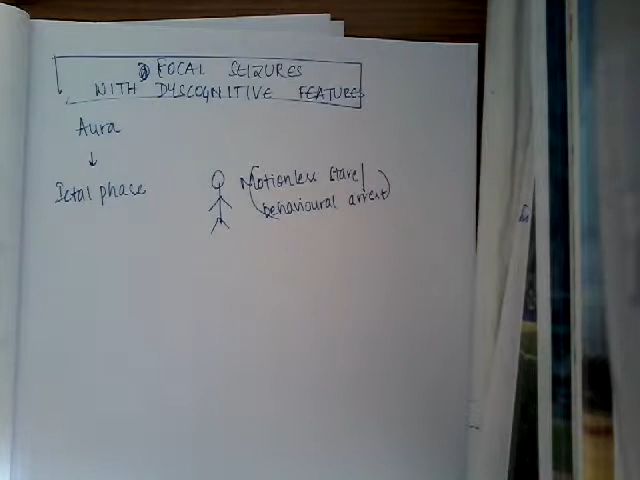 FOCAL SEIZURES
WITH DYSCOGNITIVE FEATURES
Aura
↓
Ictal phase
(Motionless stare/
behavioural arrest)